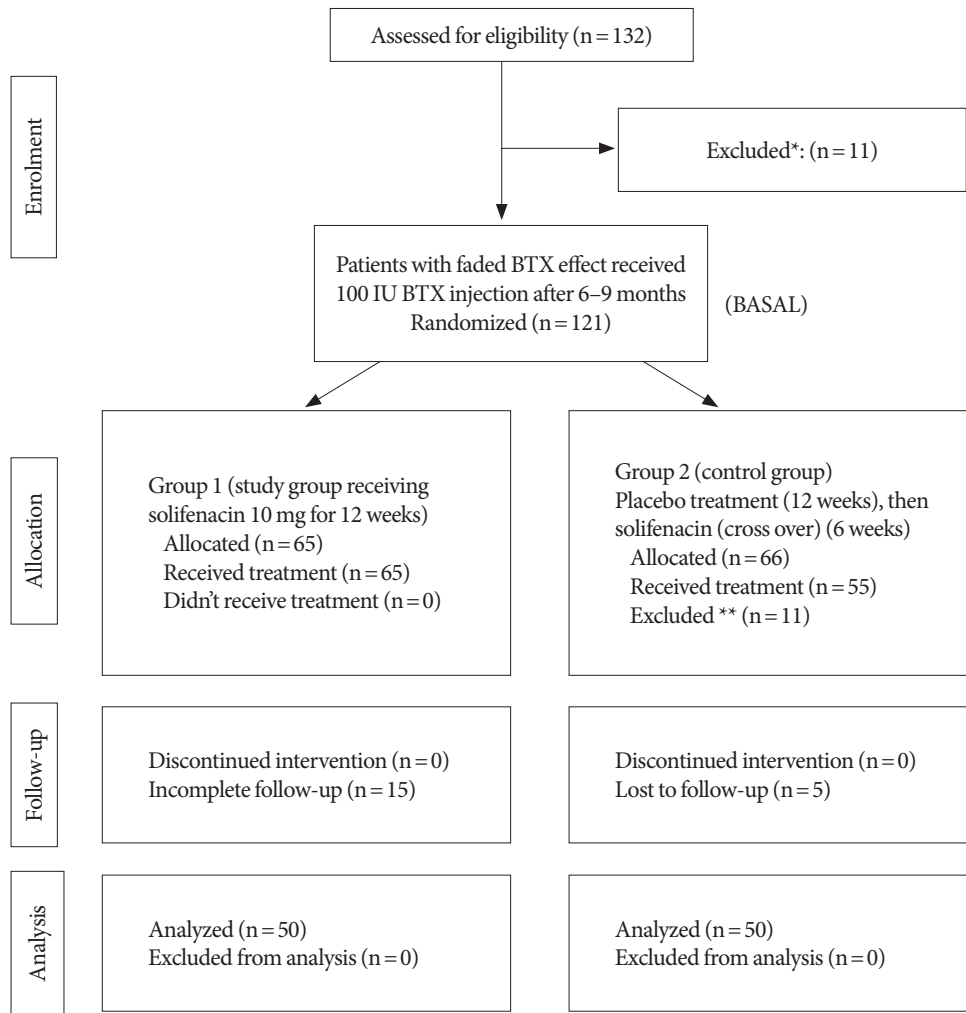 Assessed for eligibility (n = 132)
Enrolment
Excluded*: (n = 11)
Patients with faded BTX effect received
100 IU BTX injection after 6–9 months
Randomized (n = 121)
(BASAL)
Allocation
Group 1 (study group receiving
solifenacin 10 mg for 12 weeks)
Allocated (n = 65)
Received treatment (n = 65)
Didn’t receive treatment (n = 0)
Group 2 (control group)
Placebo treatment (12 weeks), then
solifenacin (cross over) (6 weeks)
Allocated (n = 66)
Received treatment (n = 55)
Excluded ** (n = 11)
Follow-up
Discontinued intervention (n = 0)
Incomplete follow-up (n = 15)
Discontinued intervention (n = 0)
Lost to follow-up (n = 5)
Analysis
Analyzed (n = 50)
Excluded from analysis (n = 0)
Analyzed (n = 50)
Excluded from analysis (n = 0)